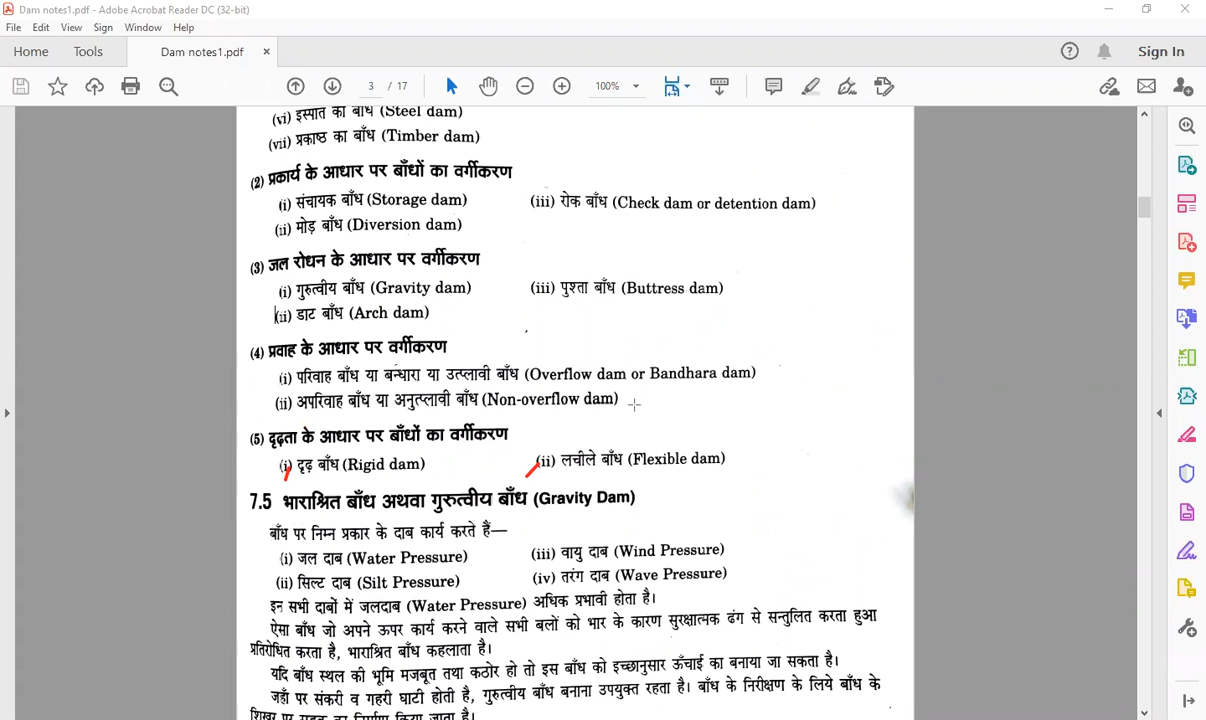 Dam notes1.pdf - Adobe Acrobat Reader DC (32-bit)
File Edit View Sign Window Help
Home Tools Dam notes1.pdf × Sign In
3 / 17 100%
(vi) इस्पात का बाँध (Steel dam)
(vii) प्रकाष्ठ का बाँध (Timber dam)
(2) प्रकार्य के आधार पर बाँधों का वर्गीकरण
(i) संचायक बाँध (Storage dam) (iii) रोक बाँध (Check dam or detention dam)
(ii) मोड़ बाँध (Diversion dam)
(3) जल रोधन के आधार पर वर्गीकरण
(i) गुरुत्वीय बाँध (Gravity dam) (iii) पुश्ता बाँध (Buttress dam)
(ii) डाट बाँध (Arch dam)
(4) प्रवाह के आधार पर वर्गीकरण
(i) परिवाह बाँध या बन्धारा या उत्प्लावी बाँध (Overflow dam or Bandhara dam)
(ii) अपरिवाह बाँध या अनुत्प्लावी बाँध (Non-overflow dam)
(5) दृढ़ता के आधार पर बाँधों का वर्गीकरण
(i) दृढ़ बाँध (Rigid dam) (ii) लचीले बाँध (Flexible dam)
7.5 भाराश्रित बाँध अथवा गुरुत्वीय बाँध (Gravity Dam)
बाँध पर निम्न प्रकार के दाब कार्य करते हैं—
(i) जल दाब (Water Pressure) (iii) वायु दाब (Wind Pressure)
(ii) सिल्ट दाब (Silt Pressure) (iv) तरंग दाब (Wave Pressure)
इन सभी दाबों में जलदाब (Water Pressure) अधिक प्रभावी होता है।
ऐसा बाँध जो अपने ऊपर कार्य करने वाले सभी बलों को भार के कारण सुरक्षात्मक ढंग से सन्तुलित करता हुआ
प्रतिरोधित करता है, भाराश्रित बाँध कहलाता है।
यदि बाँध स्थल की भूमि मजबूत तथा कठोर हो तो इस बाँध को इच्छानुसार ऊँचाई का बनाया जा सकता है।
जहाँ पर संकरी व गहरी घाटी होती है, गुरुत्वीय बाँध बनाना उपयुक्त रहता है। बाँध के निरीक्षण के लिये बाँध के
शिखर पर सड़क का निर्माण किया जाता है।